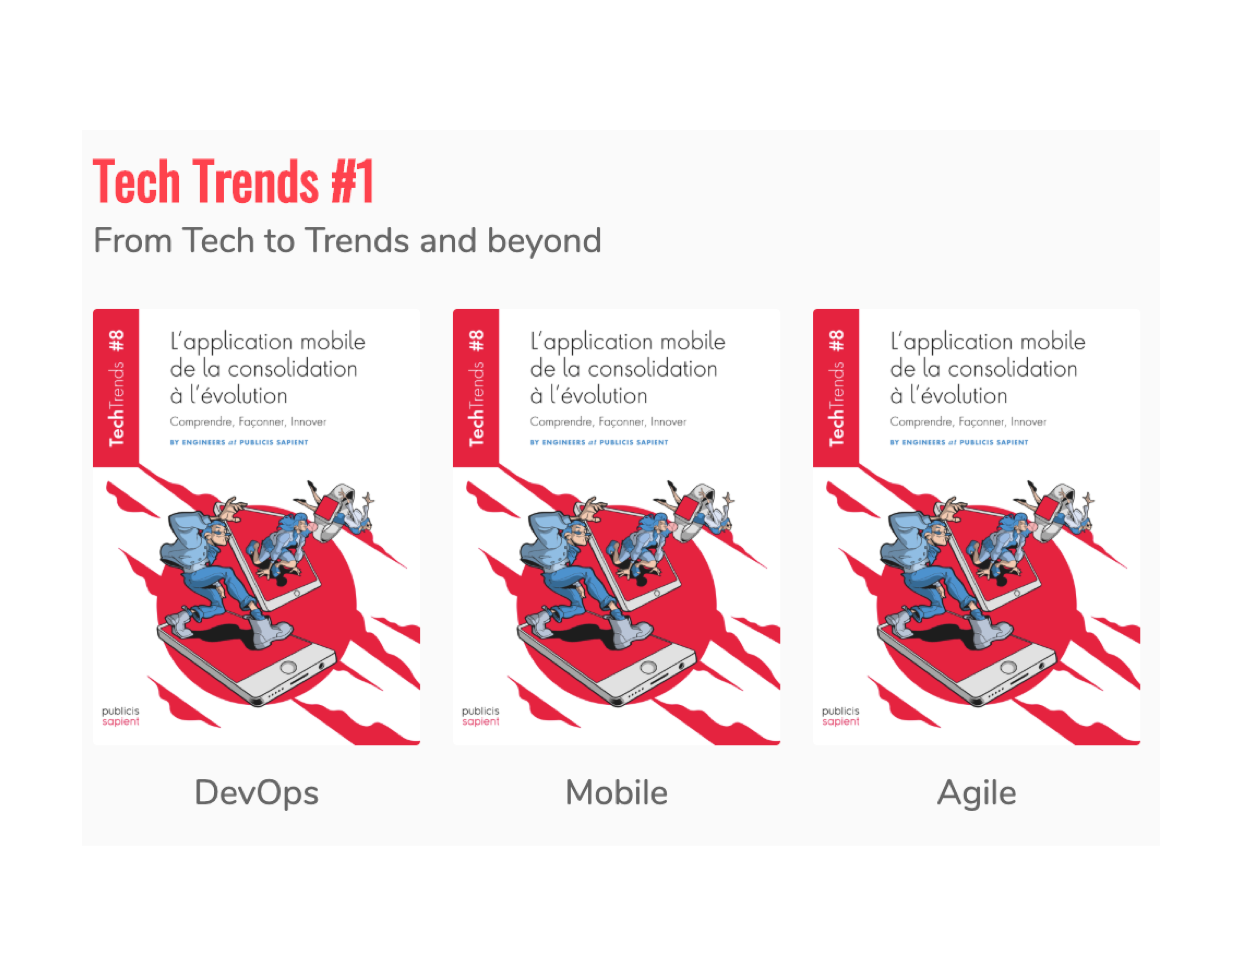 Tech Trends #1
From Tech to Trends and beyond
TechTrends #8
L'application mobile
de la consolidation
à l'évolution
Comprendre, Façonner, Innover
BY ENGINEERS at PUBLICIS SAPIENT
publicis
sapient
DevOps
TechTrends #8
L'application mobile
de la consolidation
à l'évolution
Comprendre, Façonner, Innover
BY ENGINEERS at PUBLICIS SAPIENT
publicis
sapient
Mobile
TechTrends #8
L'application mobile
de la consolidation
à l'évolution
Comprendre, Façonner, Innover
BY ENGINEERS at PUBLICIS SAPIENT
publicis
sapient
Agile